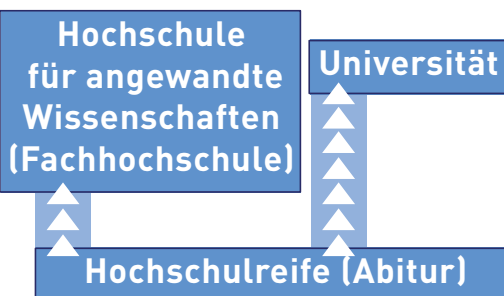 Hochschule
für angewandte
Wissenschaften
(Fachhochschule)
Universität
Hochschulreife (Abitur)